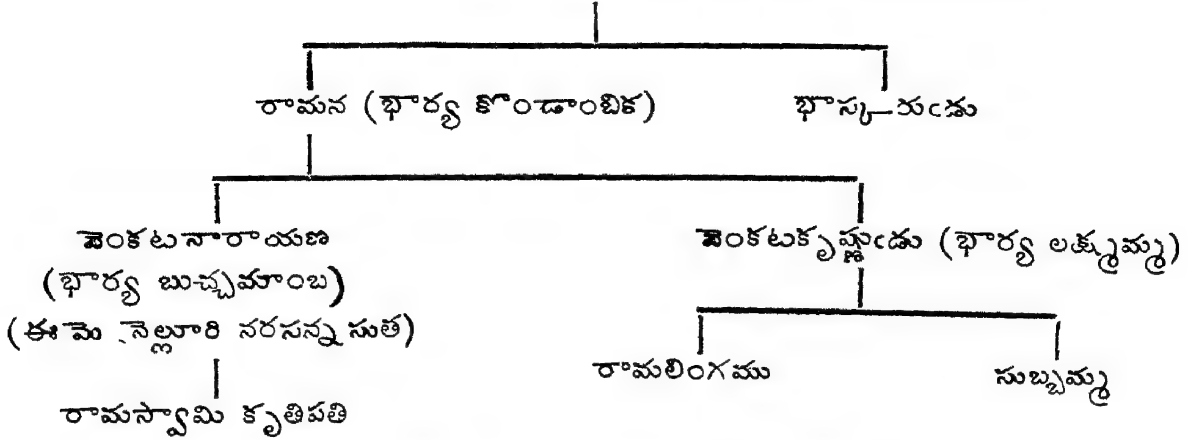 రామన (భార్య కొండాంబిక) భాస్కరుఁడు
వెంకటనారాయణ వెంకటకృష్ణుఁడు (భార్య లక్ష్మమ్మ)
(భార్య బుచ్చమాంబ)
(ఈమె నెల్లూరి నరసన్న సుత)
రామలింగము సుబ్బమ్మ
రామస్వామి కృతిపతి